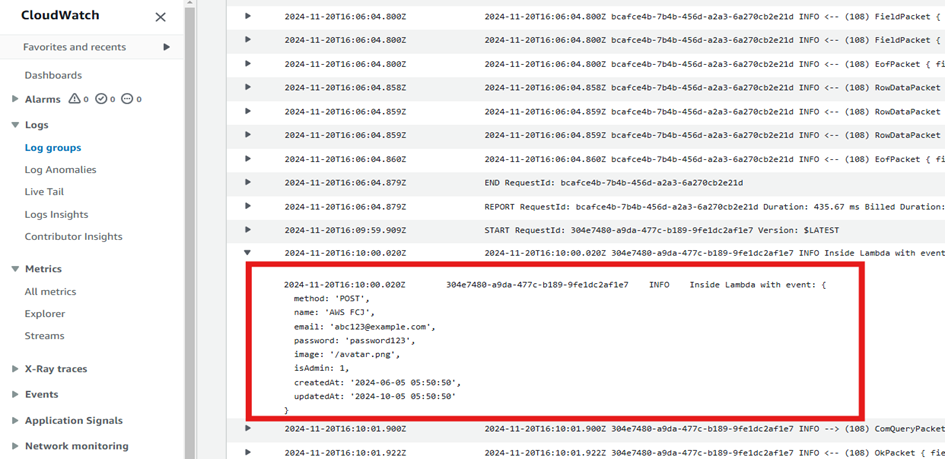 CloudWatch
Favorites and recents
Dashboards
Alarms 0 0 0
Logs
Log groups
Log Anomalies
Live Tail
Logs Insights
Contributor Insights
Metrics
All metrics
Explorer
Streams
X-Ray traces
Events
Application Signals
Network monitoring
2024-11-20T16:06:04.800Z 2024-11-20T16:06:04.800Z bcafce4b-7b4b-456d-a2a3-6a270cb2e21d INFO <-- (108) FieldPacket {
2024-11-20T16:06:04.800Z 2024-11-20T16:06:04.800Z bcafce4b-7b4b-456d-a2a3-6a270cb2e21d INFO <-- (108) FieldPacket {
2024-11-20T16:06:04.800Z 2024-11-20T16:06:04.800Z bcafce4b-7b4b-456d-a2a3-6a270cb2e21d INFO <-- (108) EofPacket { fi
2024-11-20T16:06:04.858Z 2024-11-20T16:06:04.858Z bcafce4b-7b4b-456d-a2a3-6a270cb2e21d INFO <-- (108) RowDataPacket
2024-11-20T16:06:04.859Z 2024-11-20T16:06:04.859Z bcafce4b-7b4b-456d-a2a3-6a270cb2e21d INFO <-- (108) RowDataPacket
2024-11-20T16:06:04.859Z 2024-11-20T16:06:04.859Z bcafce4b-7b4b-456d-a2a3-6a270cb2e21d INFO <-- (108) RowDataPacket
2024-11-20T16:06:04.860Z 2024-11-20T16:06:04.860Z bcafce4b-7b4b-456d-a2a3-6a270cb2e21d INFO <-- (108) EofPacket { fi
2024-11-20T16:06:04.879Z END RequestId: bcafce4b-7b4b-456d-a2a3-6a270cb2e21d
2024-11-20T16:06:04.879Z REPORT RequestId: bcafce4b-7b4b-456d-a2a3-6a270cb2e21d Duration: 435.67 ms Billed Duration:
2024-11-20T16:09:59.909Z START RequestId: 304e7480-a9da-477c-b189-9fe1dc2af1e7 Version: $LATEST
2024-11-20T16:10:00.020Z 2024-11-20T16:10:00.020Z 304e7480-a9da-477c-b189-9fe1dc2af1e7 INFO Inside Lambda with event
2024-11-20T16:10:00.020Z 304e7480-a9da-477c-b189-9fe1dc2af1e7 INFO Inside Lambda with event: {
method: 'POST',
name: 'AWS FCJ',
email: 'abc123@example.com',
password: 'password123',
image: '/avatar.png',
isAdmin: 1,
createdAt: '2024-06-05 05:50:50',
updatedAt: '2024-10-05 05:50:50'
}
2024-11-20T16:10:01.900Z 2024-11-20T16:10:01.900Z 304e7480-a9da-477c-b189-9fe1dc2af1e7 INFO --> (108) ComQueryPacket
2024-11-20T16:10:01.922Z 2024-11-20T16:10:01.922Z 304e7480-a9da-477c-b189-9fe1dc2af1e7 INFO <-- (108) OkPacket { fie